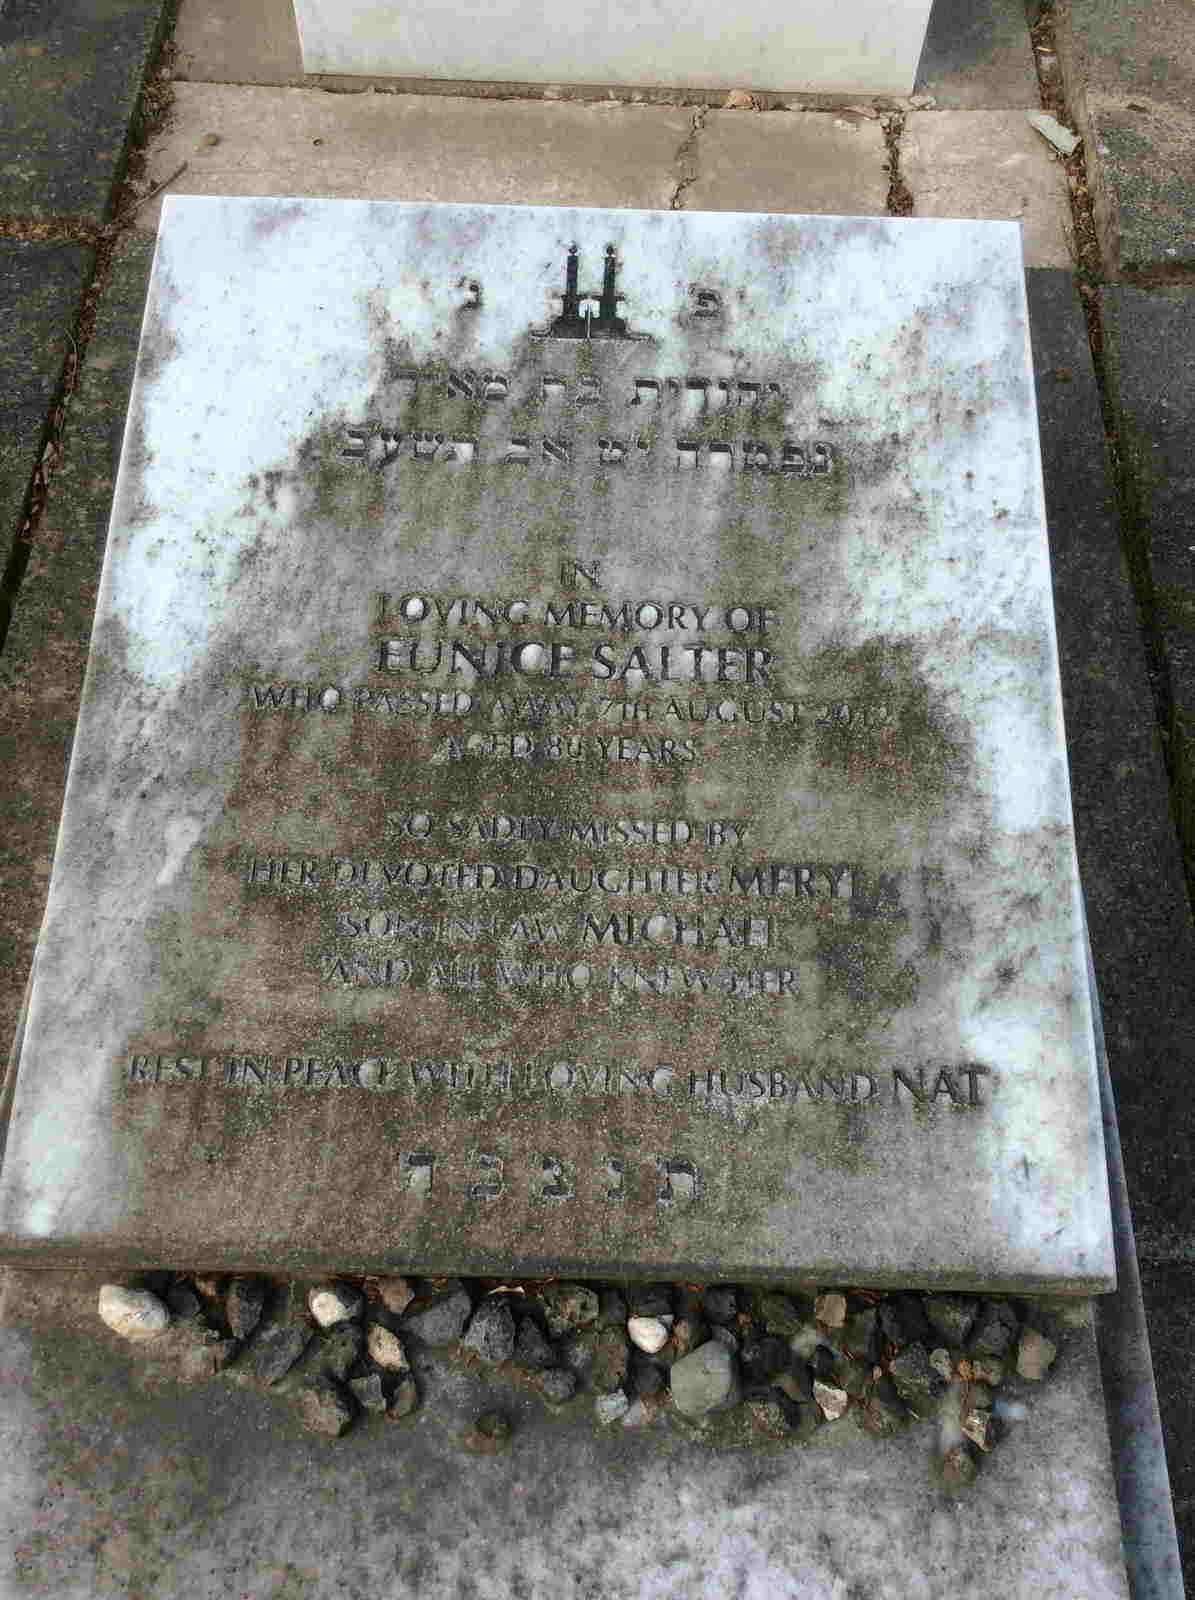 פ' נ'
יהודית בת מאיר
נפטרה יט אב תשע"ב
IN
LOVING MEMORY OF
EUNICE SALTER
WHO PASSED AWAY 7TH AUGUST 2012
AGED 80 YEARS
SO SADLY MISSED BY
HER DEVOTED DAUGHTER MERYL
SON-IN-LAW MICHAEL
AND ALL WHO KNEW HER
REST IN PEACE WITH LOVING HUSBAND NAT
ת נ צ ב ה